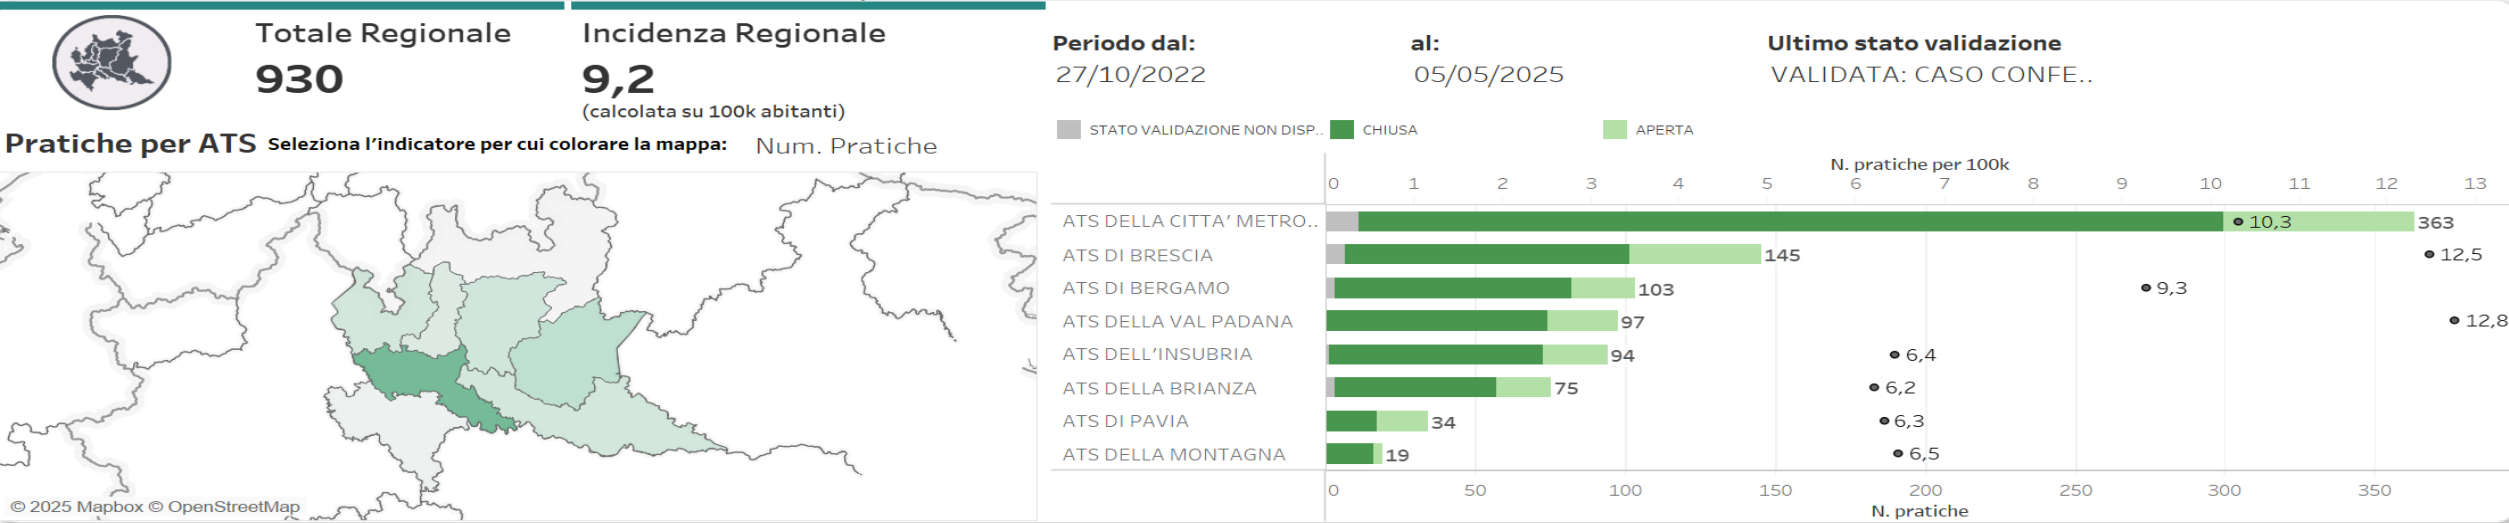 Totale Regionale
930
Incidenza Regionale
9,2
(calcolata su 100k abitanti)
Pratiche per ATS Seleziona l'indicatore per cui colorare la mappa: Num. Pratiche
© 2025 Mapbox © OpenStreetMap
Periodo dal: al: Ultimo stato validazione
27/10/2022 05/05/2025 VALIDATA: CASO CONFE..
STATO VALIDAZIONE NON DISP.. CHIUSA APERTA
N. pratiche per 100k
0 1 2 3 4 5 6 7 8 9 10 11 12 13
ATS DELLA CITTA' METRO.. 10,3 363
ATS DI BRESCIA 145 12,5
ATS DI BERGAMO 103 9,3
ATS DELLA VAL PADANA 97 12,8
ATS DELL'INSUBRIA 94 6,4
ATS DELLA BRIANZA 75 6,2
ATS DI PAVIA 34 6,3
ATS DELLA MONTAGNA 19 6,5
0 50 100 150 200 250 300 350
N. pratiche